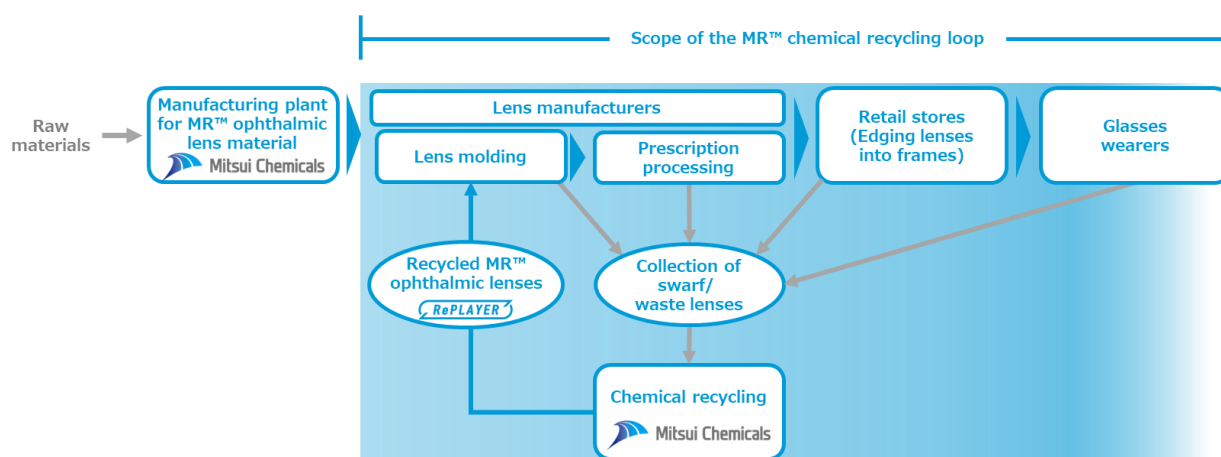 Scope of the MR™ chemical recycling loop
Raw
materials
Manufacturing plant
for MR™ ophthalmic
lens material
Mitsui Chemicals
Lens manufacturers
Lens molding
Prescription
processing
Retail stores
(Edging lenses
into frames)
Glasses
wearers
Recycled MR™
ophthalmic lenses
RePLAYER
Collection of
swarf/
waste lenses
Chemical recycling
Mitsui Chemicals